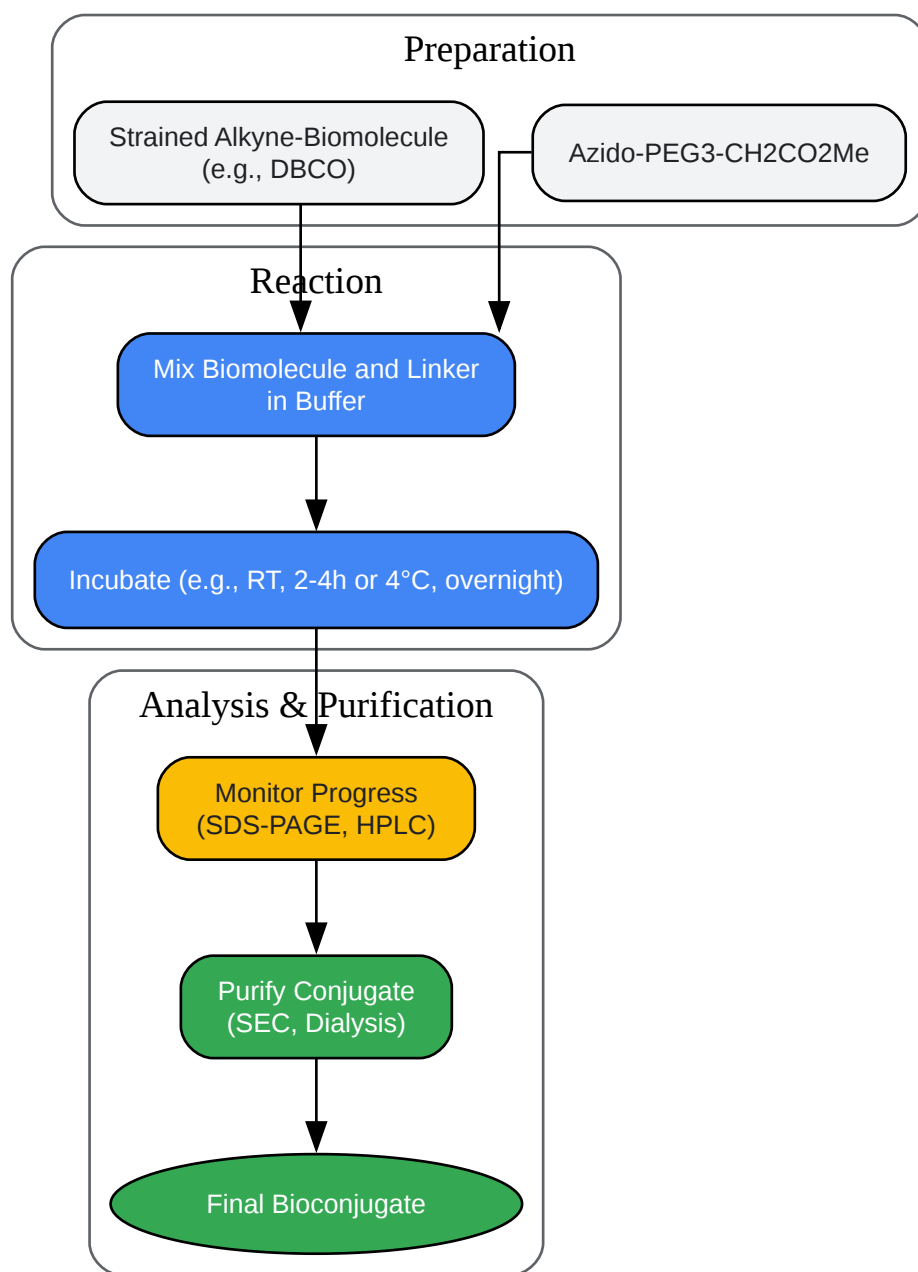 Preparation
Strained Alkyne-Biomolecule
(e.g., DBCO)
Azido-PEG3-CH2CO2Me
Reaction
Mix Biomolecule and Linker
in Buffer
Incubate (e.g., RT, 2-4h or 4°C, overnight)
Analysis & Purification
Monitor Progress
(SDS-PAGE, HPLC)
Purify Conjugate
(SEC, Dialysis)
Final Bioconjugate